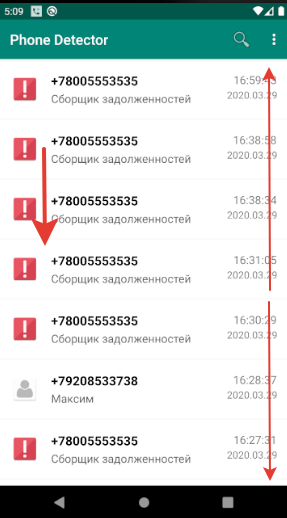 5:09
Phone Detector
+78005553535 16:59:43
Сборщик задолженностей 2020.03.29
+78005553535 16:38:58
Сборщик задолженностей 2020.03.29
+78005553535 16:38:34
Сборщик задолженностей 2020.03.29
+78005553535 16:31:05
Сборщик задолженностей 2020.03.29
+78005553535 16:30:29
Сборщик задолженностей 2020.03.29
+79208533738 16:28:37
Максим 2020.03.29
+78005553535 16:27:31
Сборщик задолженностей 2020.03.29